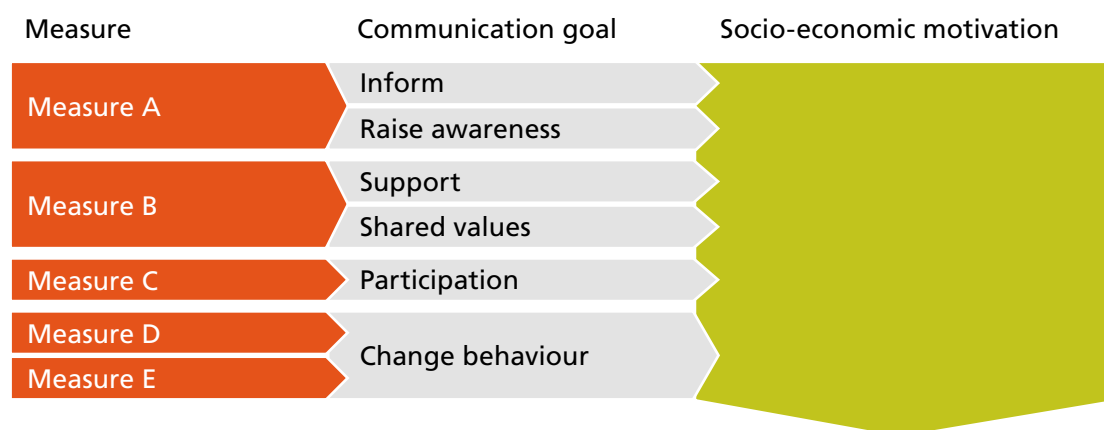 Measure
Communication goal
Socio-economic motivation
Measure A
Inform
Raise awareness
Measure B
Support
Shared values
Measure C
Participation
Measure D
Measure E
Change behaviour